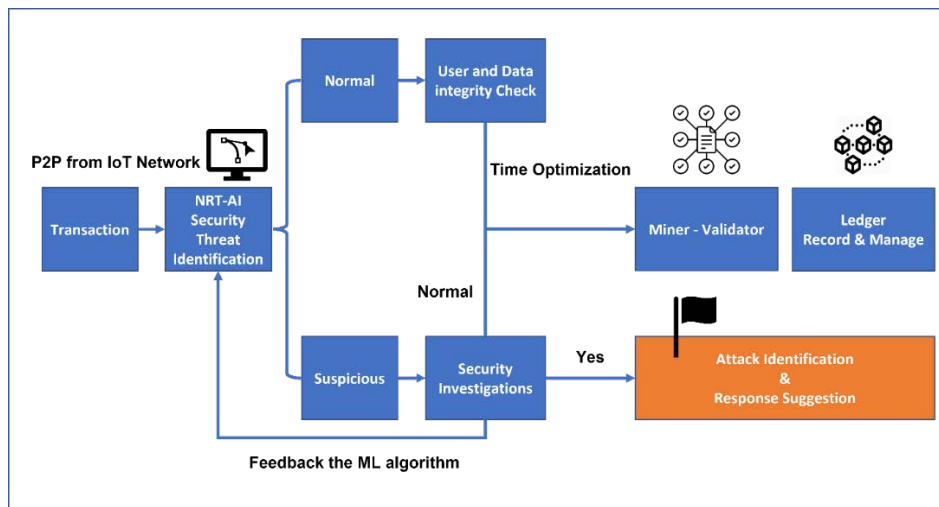 Normal
User and Data
integrity Check
P2P from IoT Network
Time Optimization
Transaction
NRT-AI
Security
Threat
Identification
Miner - Validator
Ledger
Record & Manage
Normal
Suspicious
Security
Investigations
Yes
Attack Identification
&
Response Suggestion
Feedback the ML algorithm